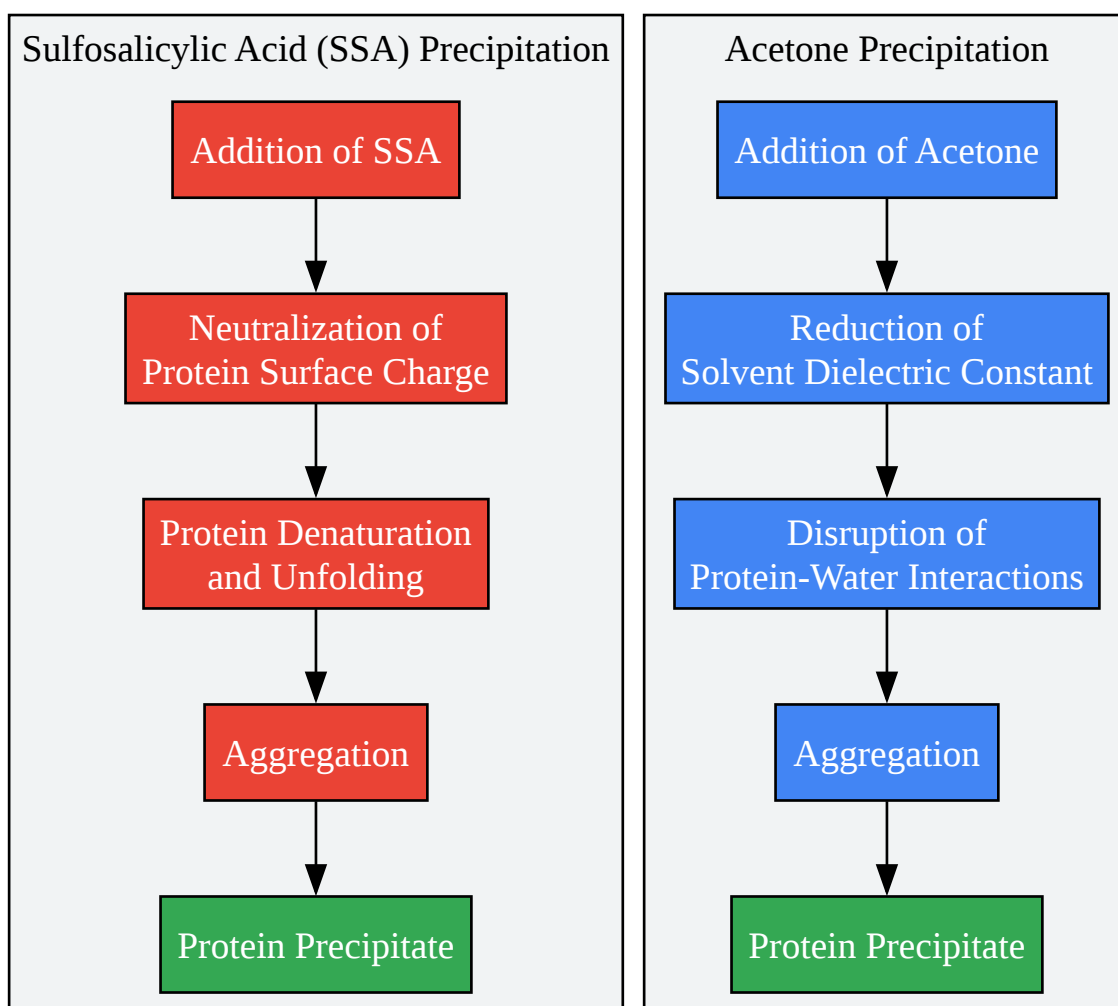 Sulfosalicylic Acid (SSA) Precipitation
Addition of SSA
Neutralization of
Protein Surface Charge
Protein Denaturation
and Unfolding
Aggregation
Protein Precipitate
Acetone Precipitation
Addition of Acetone
Reduction of
Solvent Dielectric Constant
Disruption of
Protein-Water Interactions
Aggregation
Protein Precipitate